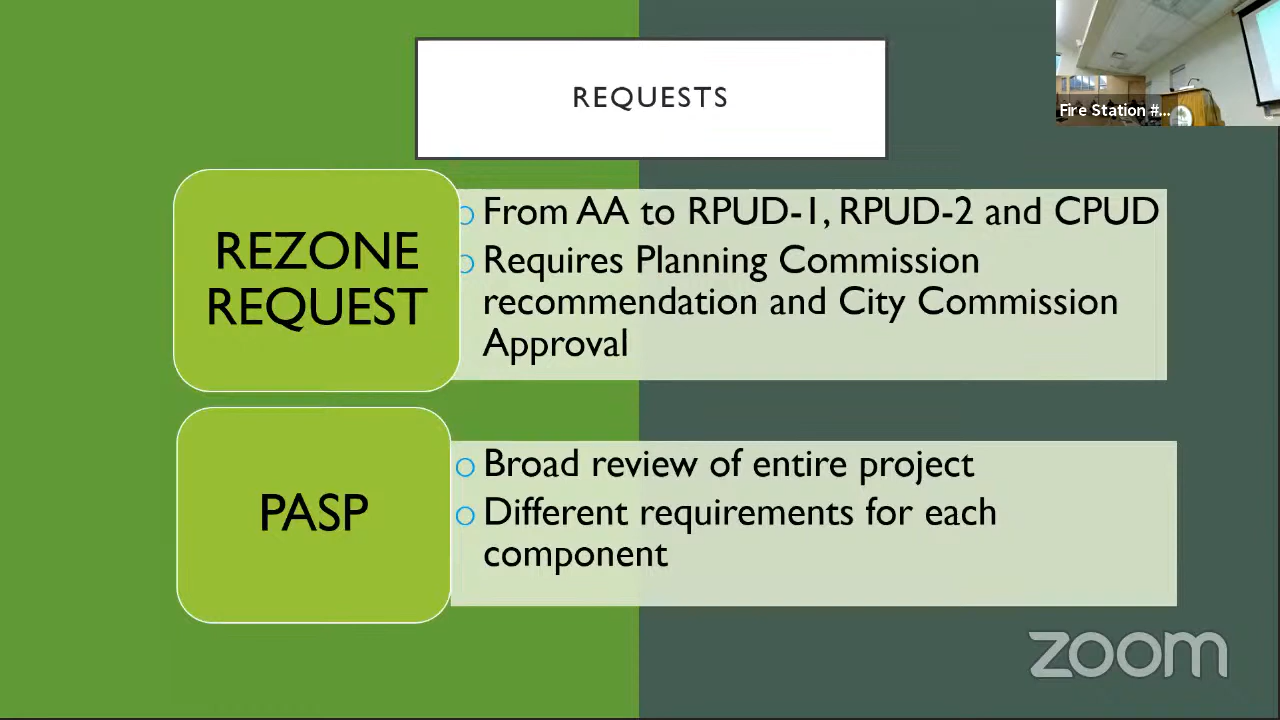 REQUESTS
Fire Station #...
REZONE
REQUEST
From AA to RPUD-1, RPUD-2 and CPUD
Requires Planning Commission
recommendation and City Commission
Approval
PASP
Broad review of entire project
Different requirements for each
component
zoom